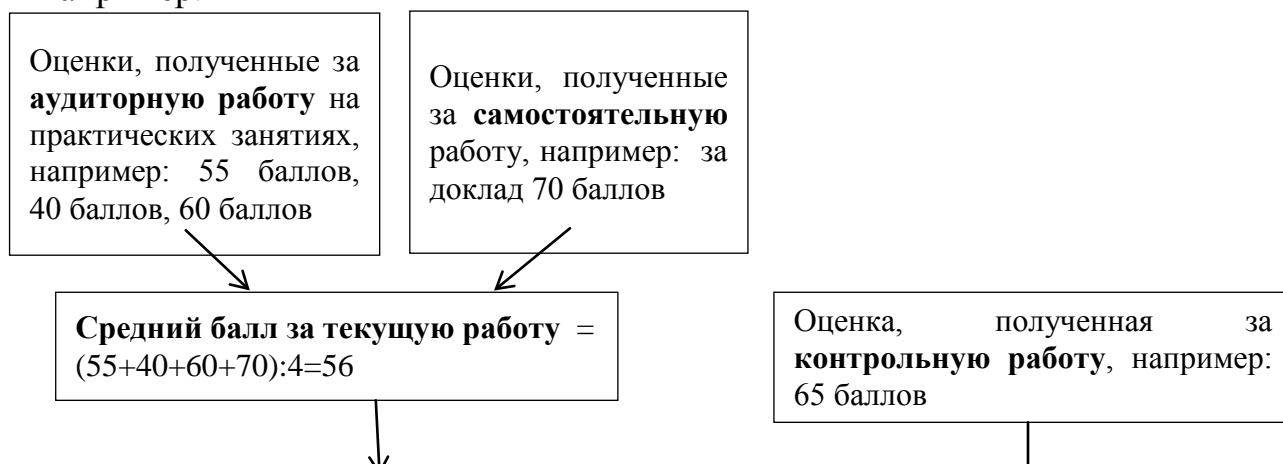 Оценки, полученные за
аудиторную работу на
практических занятиях,
например: 55 баллов,
40 баллов, 60 баллов
Оценки, полученные
за самостоятельную
работу, например: за
доклад 70 баллов
Средний балл за текущую работу =
(55+40+60+70):4=56
Оценка, полученная за
контрольную работу, например:
65 баллов